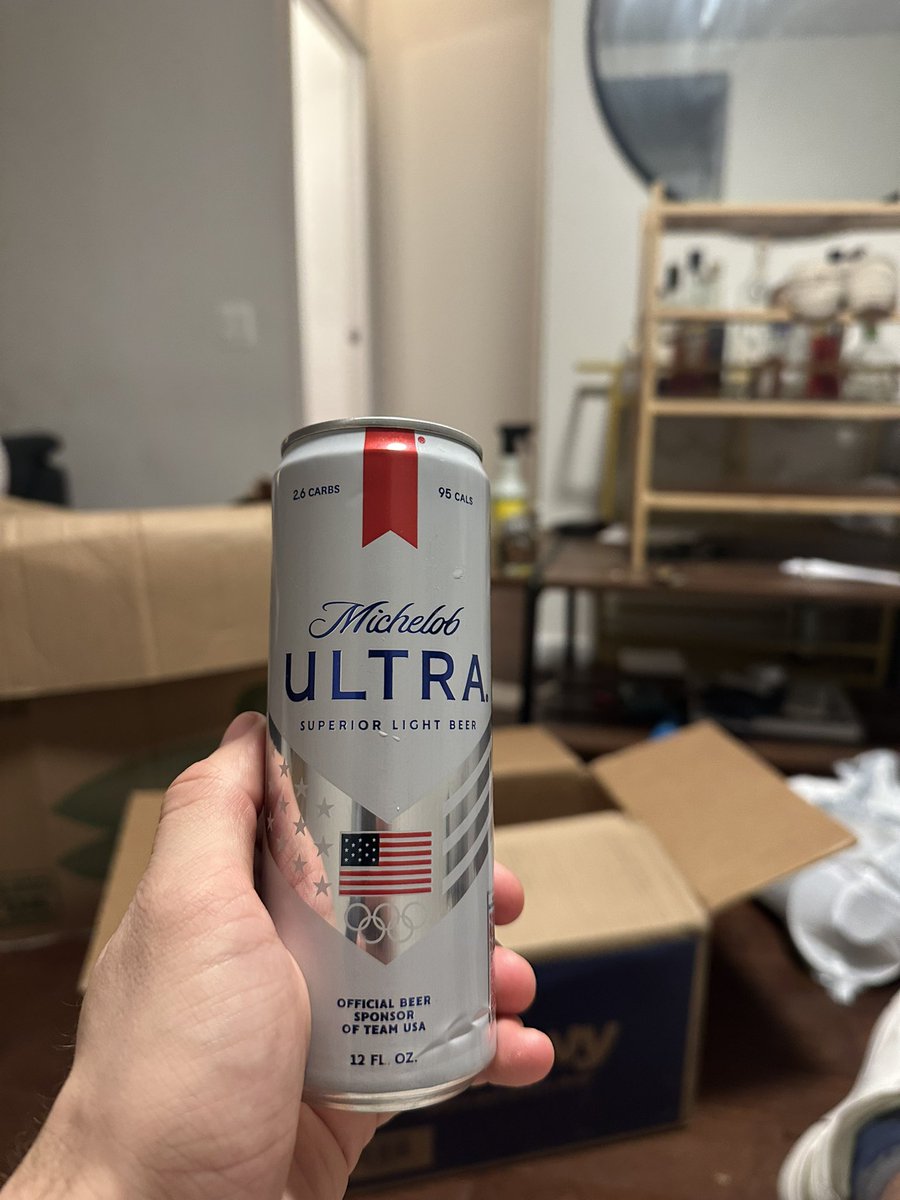 2.6 CARBS
95 CALS
Michelob
ULTRA.
SUPERIOR LIGHT BEER
OFFICIAL BEER
SPONSOR
OF TEAM USA
12 FL. OZ.